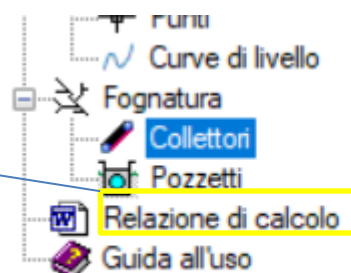 Punti
Curve di livello
Fognatura
Collettori
Pozzetti
Relazione di calcolo
Guida all'uso